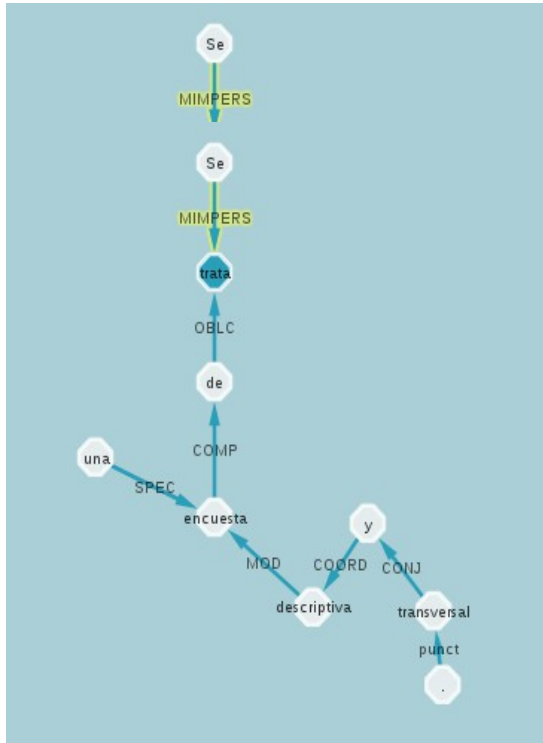 Se
MIMPERS
Se
MIMPERS
trata
OBLC
de
COMP
una
SPEC
encuesta
y
MOD
COORD
CONJ
descriptiva
transversal
punct
.